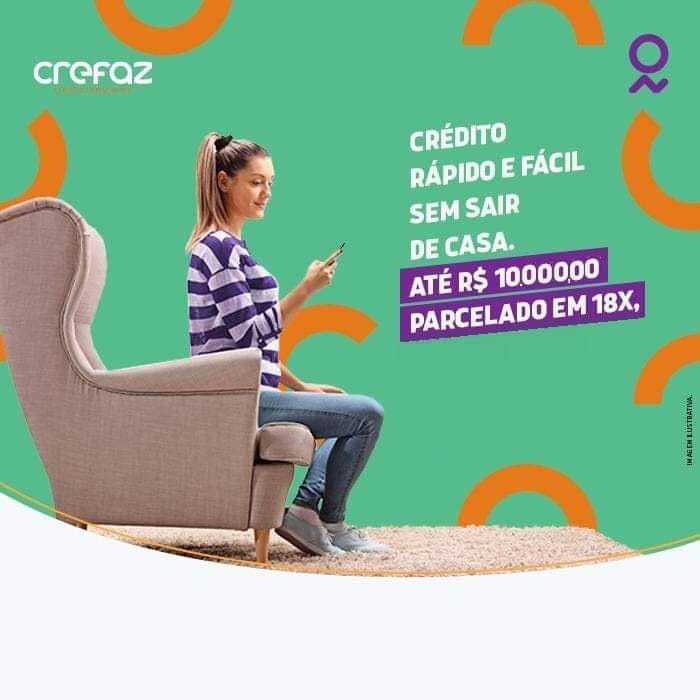 crefaz
CRÉDITO
RÁPIDO E FÁCIL
SEM SAIR
DE CASA.
ATÉ R$ 10.000,00
PARCELADO EM 18X,
IMAGEM ILUSTRATIVA.